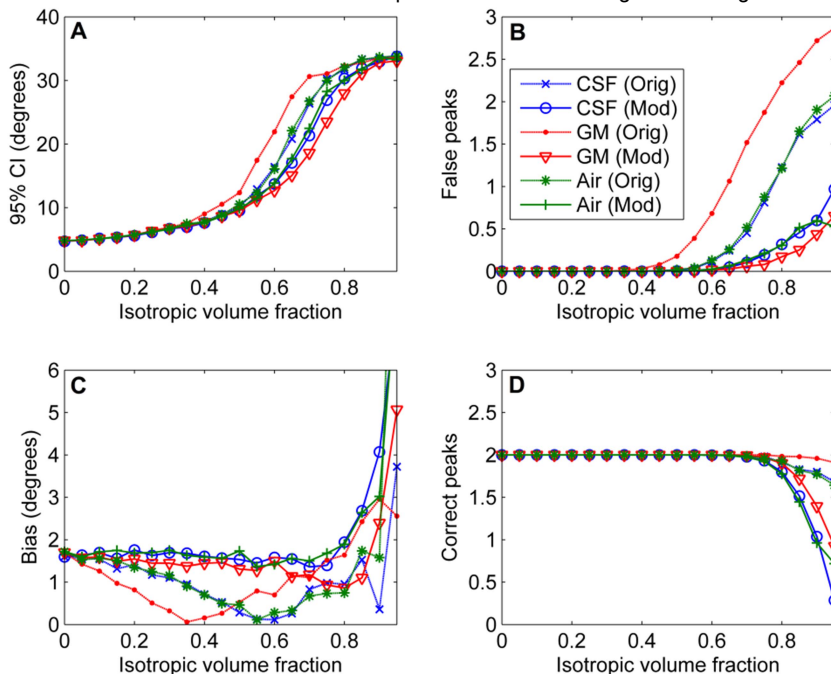 A
95% CI (degrees)
40
30
20
10
0
0 0.2 0.4 0.6 0.8
Isotropic volume fraction
B
False peaks
3
2.5
2
1.5
1
0.5
0
CSF (Orig)
CSF (Mod)
GM (Orig)
GM (Mod)
Air (Orig)
Air (Mod)
0 0.2 0.4 0.6 0.8
Isotropic volume fraction
C
Bias (degrees)
6
5
4
3
2
1
0
0 0.2 0.4 0.6 0.8
Isotropic volume fraction
D
Correct peaks
3
2.5
2
1.5
1
0.5
0
0 0.2 0.4 0.6 0.8
Isotropic volume fraction